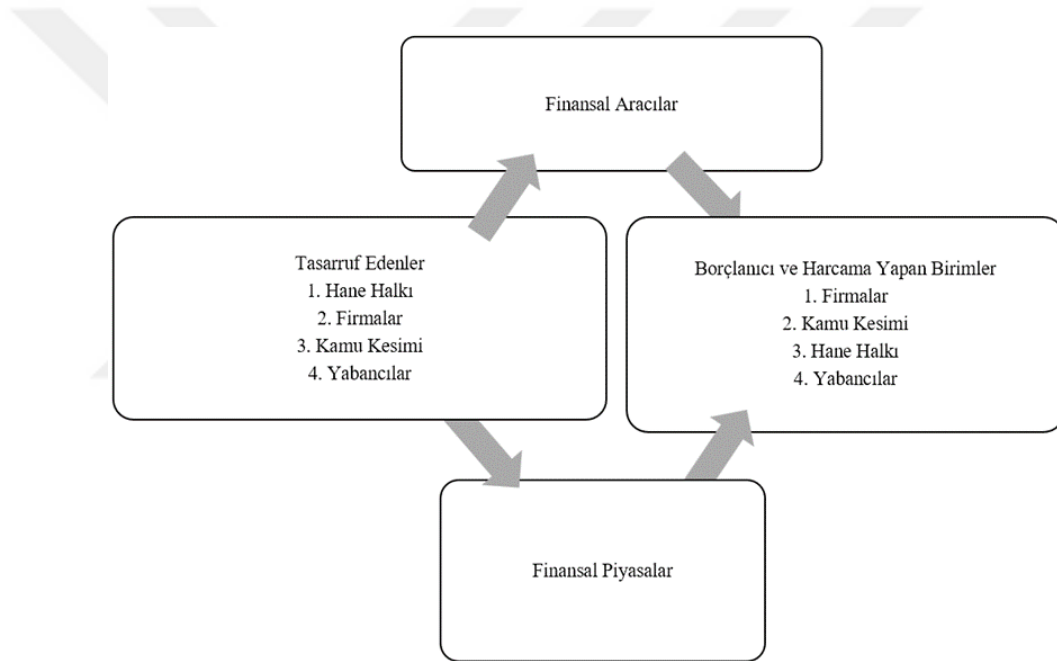 Finansal Aracılar
Tasarruf Edenler
1. Hane Halkı
2. Firmalar
3. Kamu Kesimi
4. Yabancılar
Borçlanıcı ve Harcama Yapan Birimler
1. Firmalar
2. Kamu Kesimi
3. Hane Halkı
4. Yabancılar
Finansal Piyasalar